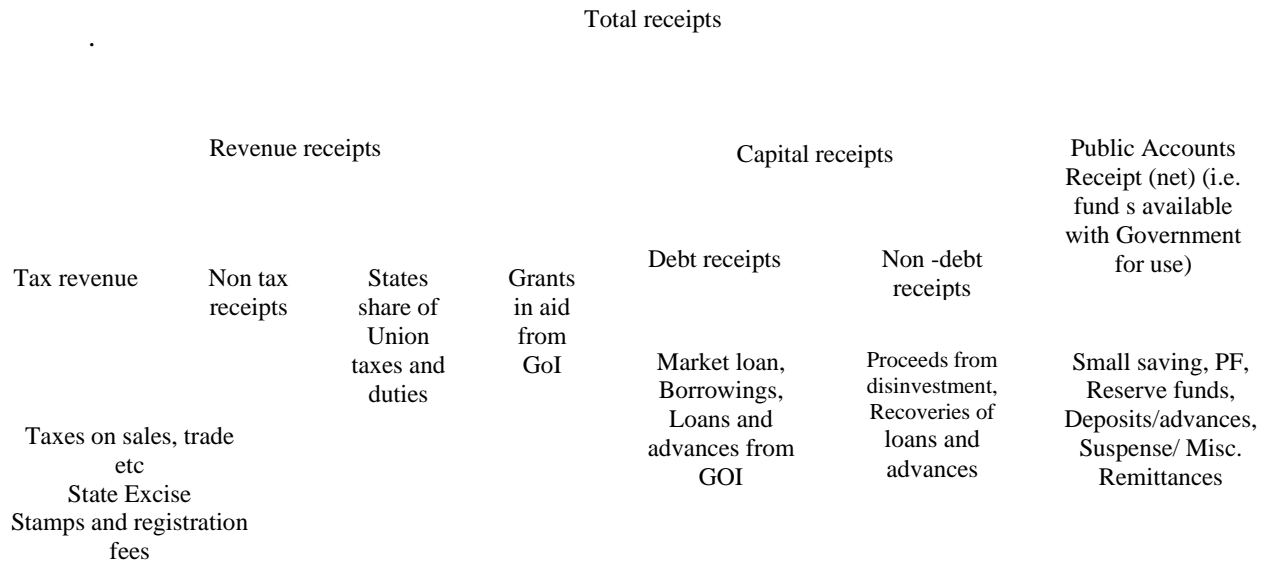 Total receipts
.
Revenue receipts
Capital receipts
Public Accounts
Receipt (net) (i.e.
fund s available
with Government
for use)
Tax revenue
Non tax
receipts
States
share of
Union
taxes and
duties
Grants
in aid
from
GoI
Debt receipts
Non -debt
receipts
Market loan,
Borrowings,
Loans and
advances from
GOI
Proceeds from
disinvestment,
Recoveries of
loans and
advances
Small saving, PF,
Reserve funds,
Deposits/advances,
Suspense/ Misc.
Remittances
Taxes on sales, trade
etc
State Excise
Stamps and registration
fees